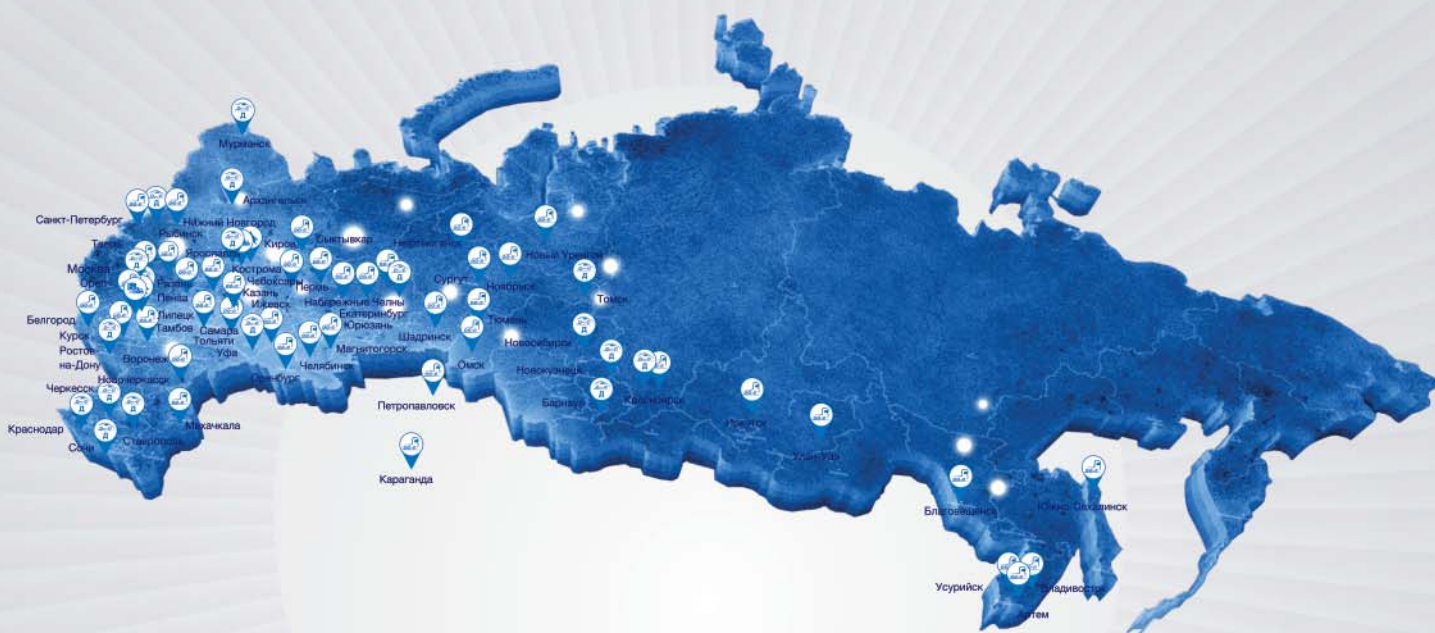 Мурманск
Архангельск
Санкт-Петербург
Нижний Новгород
Рыбинск
Киров
Сыктывкар
Нефтеюганск
Новый Уренгой
Ярославль
Москва
Кострома
Сургут
Ноябрьск
Орел
Рязань
Чебоксары
Пермь
Томск
Пенза
Казань
Набережные Челны
Ижевск
Екатеринбург
Белгород
Липецк
Юрюзань
Тюмень
Курск
Тамбов
Самара
Шадринск
Тольяти
Новосибирск
Ростов-
на-Дону
Воронеж
Уфа
Магнитогорск
Челябинск
Омск
Новокузнецк
Оренбург
Новочеркасск
Черкесск
Петропавловск
Барнаул
Красноярск
Краснодар
Махачкала
Иркутск
Сочи
Ставрополь
Улан-Удэ
Караганда
Благовещенск
Южно-Сахалинск
Усурийск
Владивосток
Артем